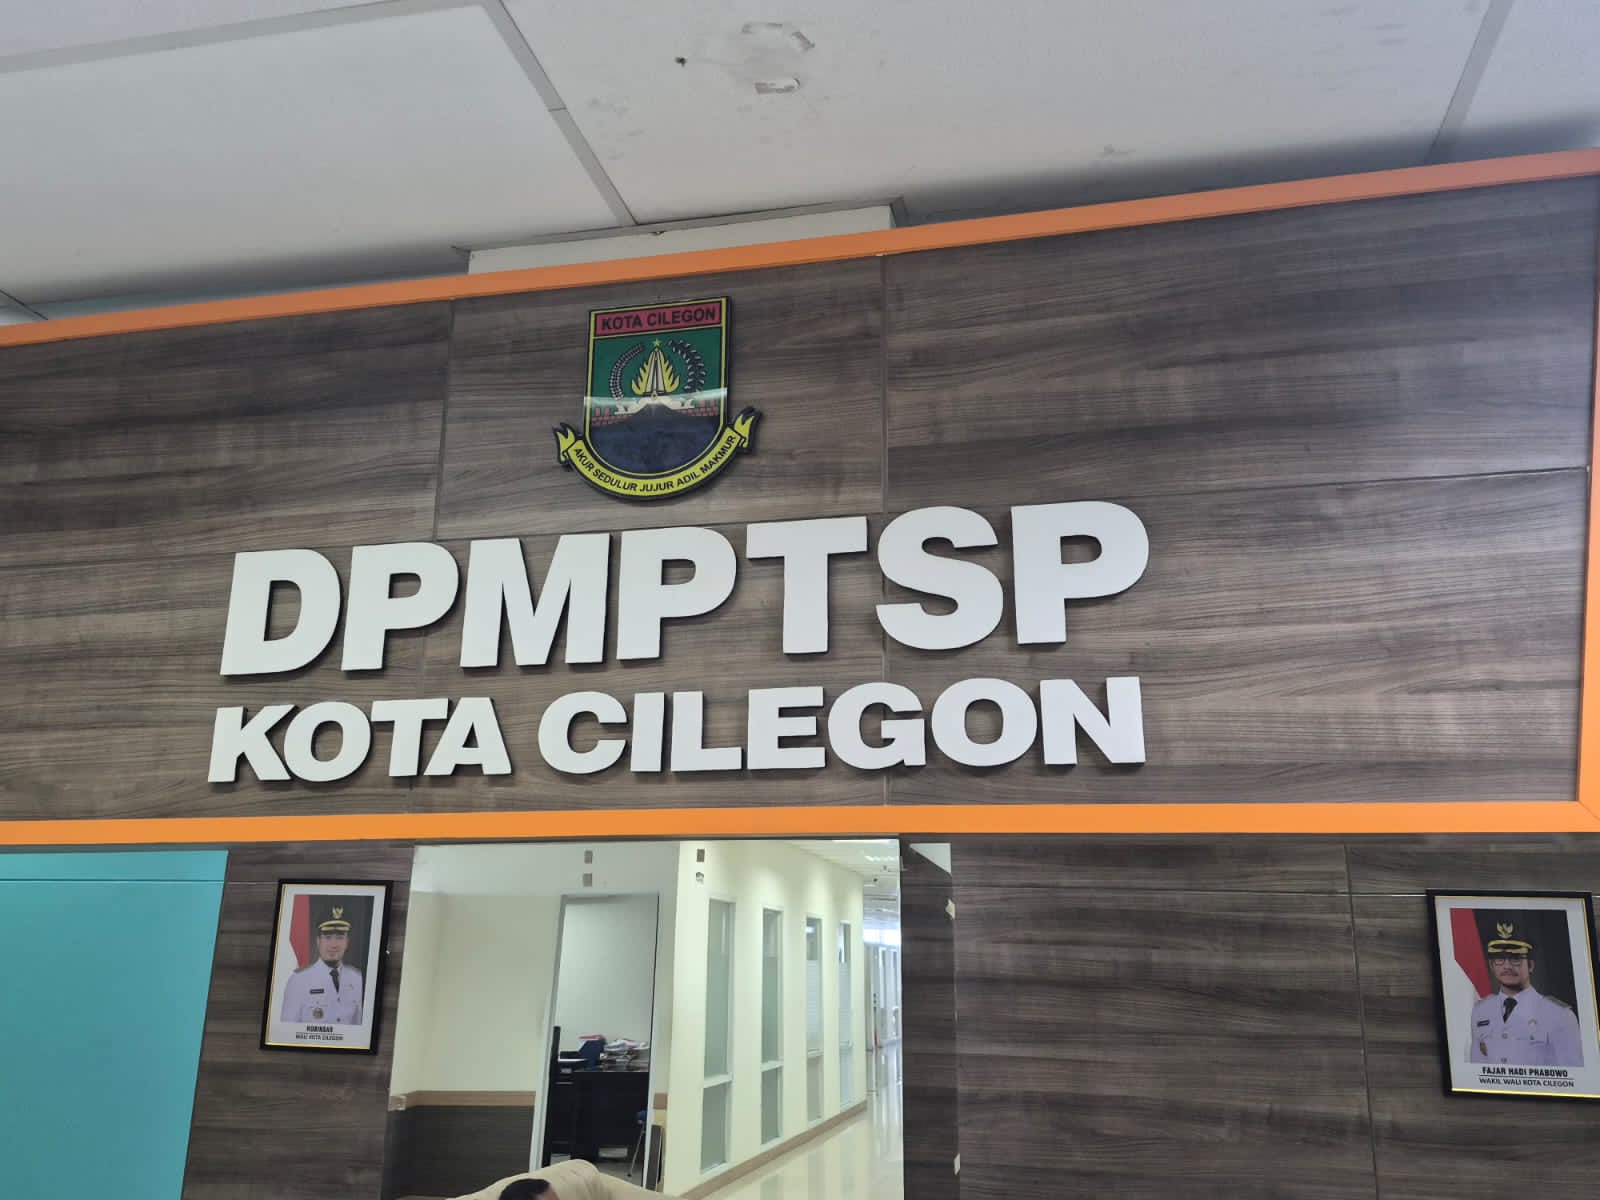 KOTA CILEGON
AKUR SEDULUR JUJUR ADIL MAKMUR
DPMPTSP
KOTA CILEGON
ROBINSAR
WALI KOTA CILEGON
FAJAR HADI PRABOWO
WAKIL WALI KOTA CILEGON